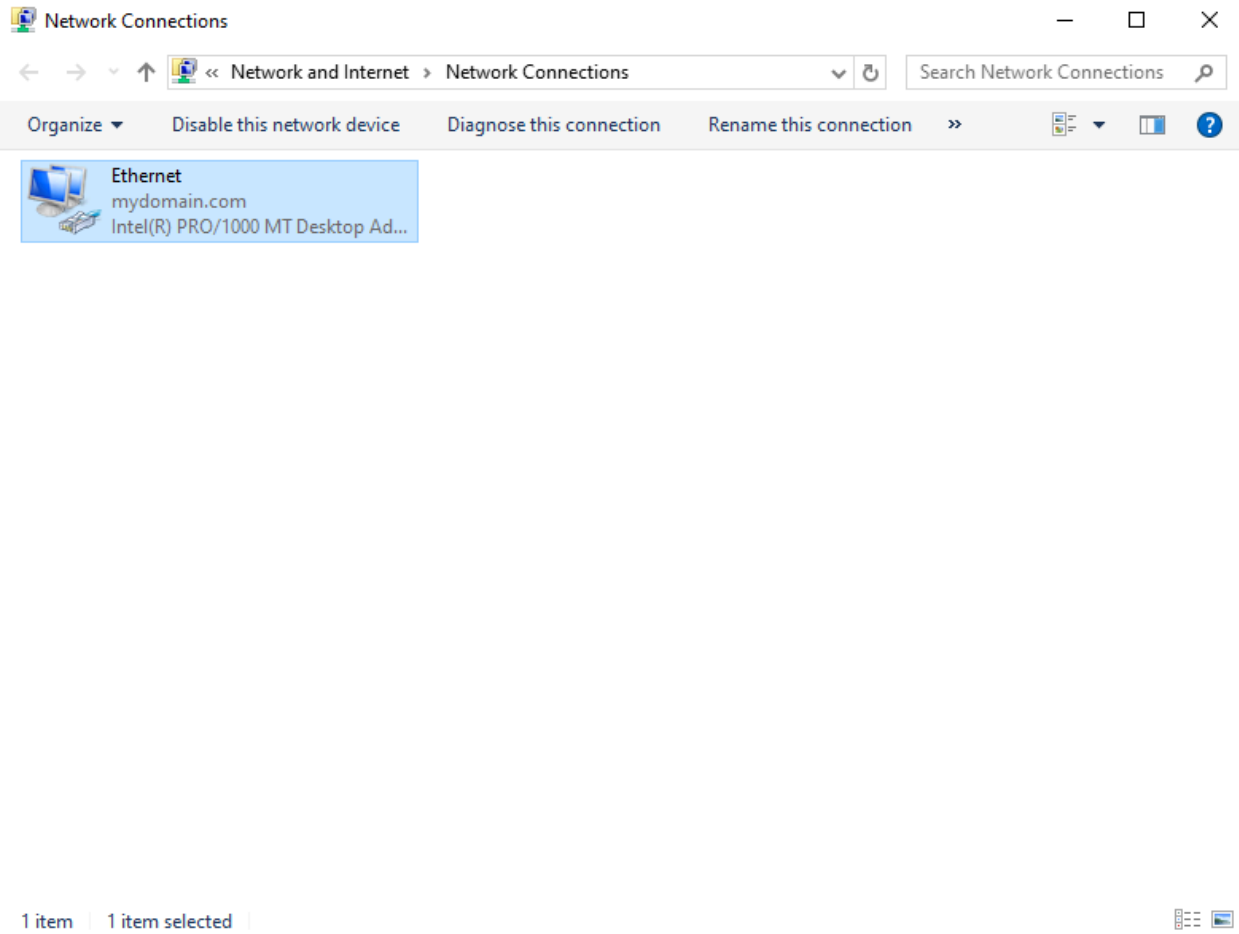 Network Connections
« Network and Internet › Network Connections
Search Network Connections
Organize Disable this network device Diagnose this connection Rename this connection »
?
Ethernet
mydomain.com
Intel(R) PRO/1000 MT Desktop Ad...
1 item 1 item selected